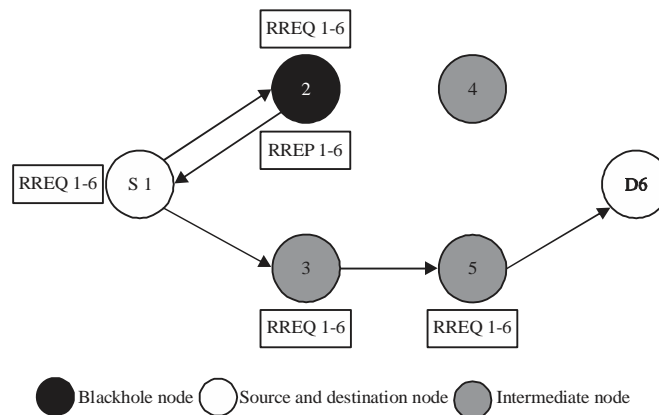 RREQ 1-6
2
4
RREP 1-6
RREQ 1-6
S 1
D6
3
5
RREQ 1-6
RREQ 1-6
Blackhole node
Source and destination node
Intermediate node